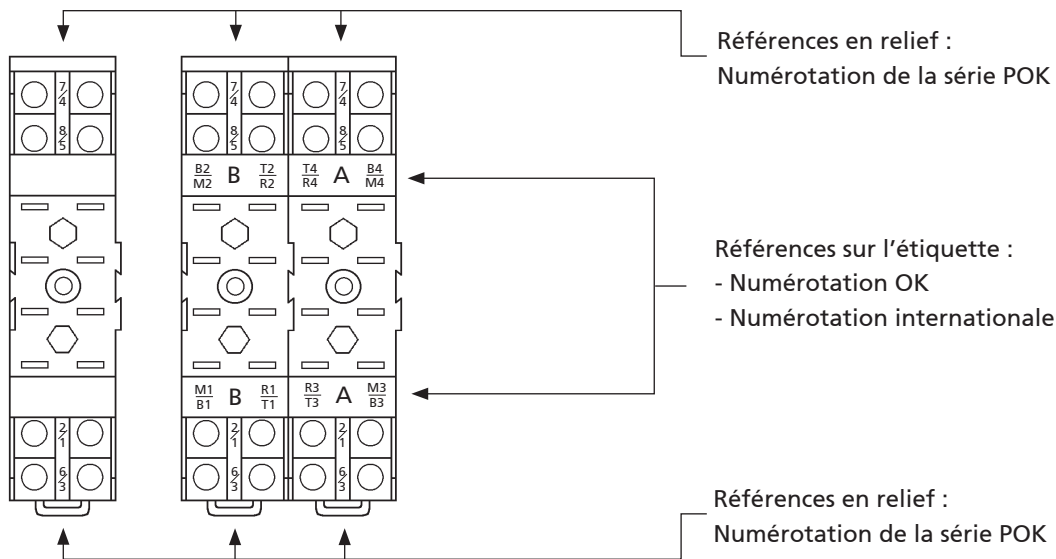 Références en relief :
Numérotation de la série POK
7/4 7/4 7/4
8/5 8/5 8/5
B2/M2 B T2/R2 T4/R4 A B4/M4
Références sur l'étiquette :
- Numérotation OK
- Numérotation internationale
M1/B1 B R1/T1 R3/T3 A M3/B3
2/1 2/1 2/1
6/3 6/3 6/3
Références en relief :
Numérotation de la série POK